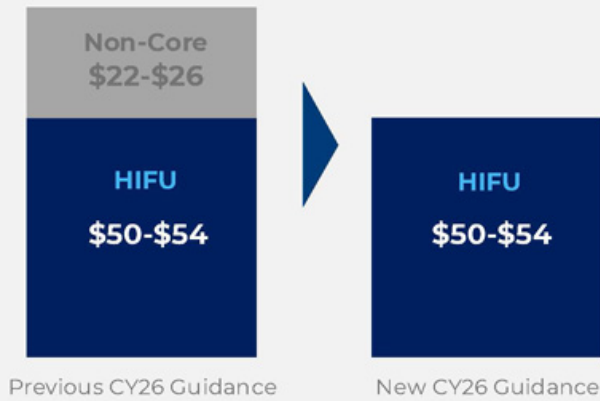 Non-Core
$22-$26
HIFU
$50-$54
Previous CY26 Guidance
HIFU
$50-$54
New CY26 Guidance